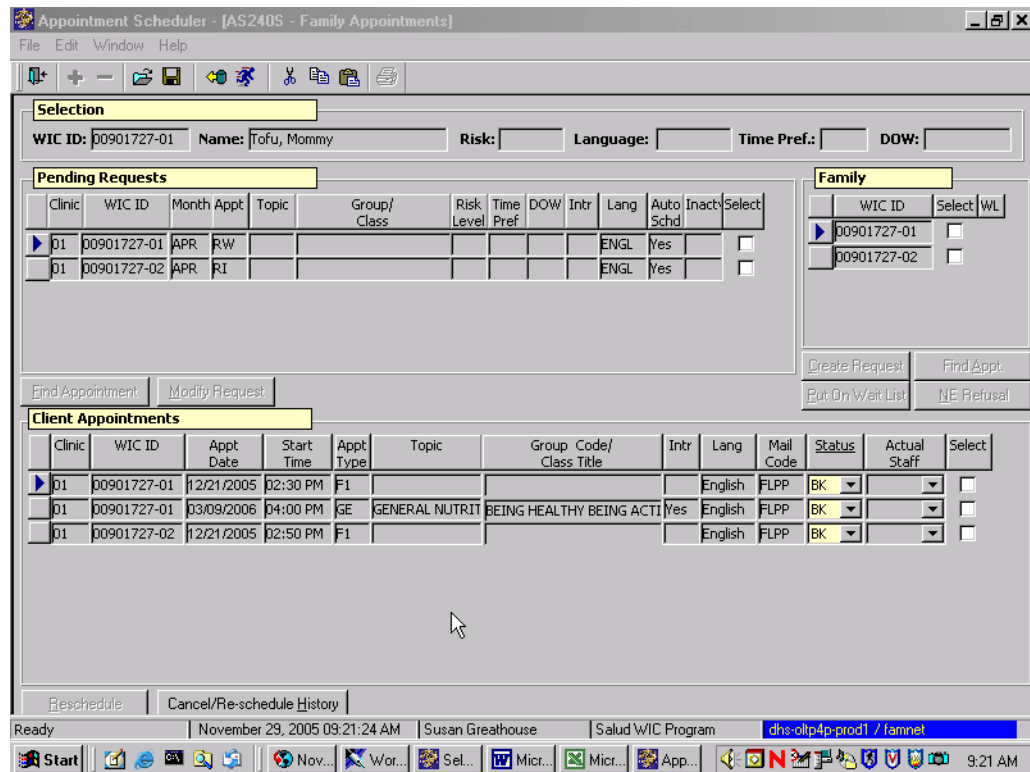 Appointment Scheduler - [AS240S - Family Appointments]
File Edit Window Help
Selection
WIC ID: 00901727-01 Name: Tofu, Mommy Risk: Language: Time Pref.: DOW:
Pending Requests
Clinic WIC ID Month Appt Topic Group/ Class Risk Level Time Pref DOW Intr Lang Auto Schd Inactv Select
01 00901727-01 APR RW ENGL Yes
01 00901727-02 APR RI ENGL Yes
Family
WIC ID Select WL
00901727-01
00901727-02
Find Appointment Modify Request
Create Request Find Appt.
Put On Wait List NE Refusal
Client Appointments
Clinic WIC ID Appt Date Start Time Appt Type Topic Group Code/ Class Title Intr Lang Mail Code Status Actual Staff Select
01 00901727-01 12/21/2005 02:30 PM F1 English FLPP BK
01 00901727-01 03/09/2006 04:00 PM GE GENERAL NUTRIT BEING HEALTHY BEING ACTI Yes English FLPP BK
01 00901727-02 12/21/2005 02:50 PM F1 English FLPP BK
Reschedule Cancel/Re-schedule History
Ready November 29, 2005 09:21:24 AM Susan Greathouse Salud WIC Program dhs-oltp4p-prod1 / famnet
Start Nov... Wor... Sel... Micr... Micr... App... 9:21 AM